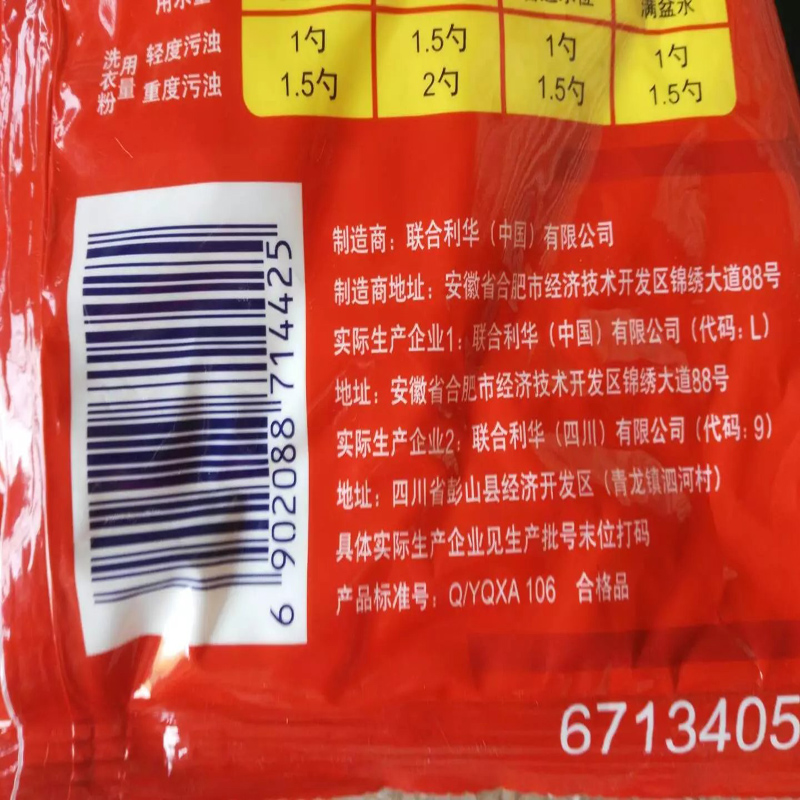 用水量
满盆水
洗衣粉用量
轻度污浊 1勺 1.5勺 1勺 1勺
重度污浊 1.5勺 2勺 1.5勺 1.5勺
制造商：联合利华（中国）有限公司
制造商地址：安徽省合肥市经济技术开发区锦绣大道88号
实际生产企业1：联合利华（中国）有限公司（代码：L）
地址：安徽省合肥市经济技术开发区锦绣大道88号
实际生产企业2：联合利华（四川）有限公司（代码：9）
地址：四川省彭山县经济开发区（青龙镇泗河村）
具体实际生产企业见生产批号末位打码
产品标准号：Q/YQXA 106 合格品
6 902088 714425
6713405